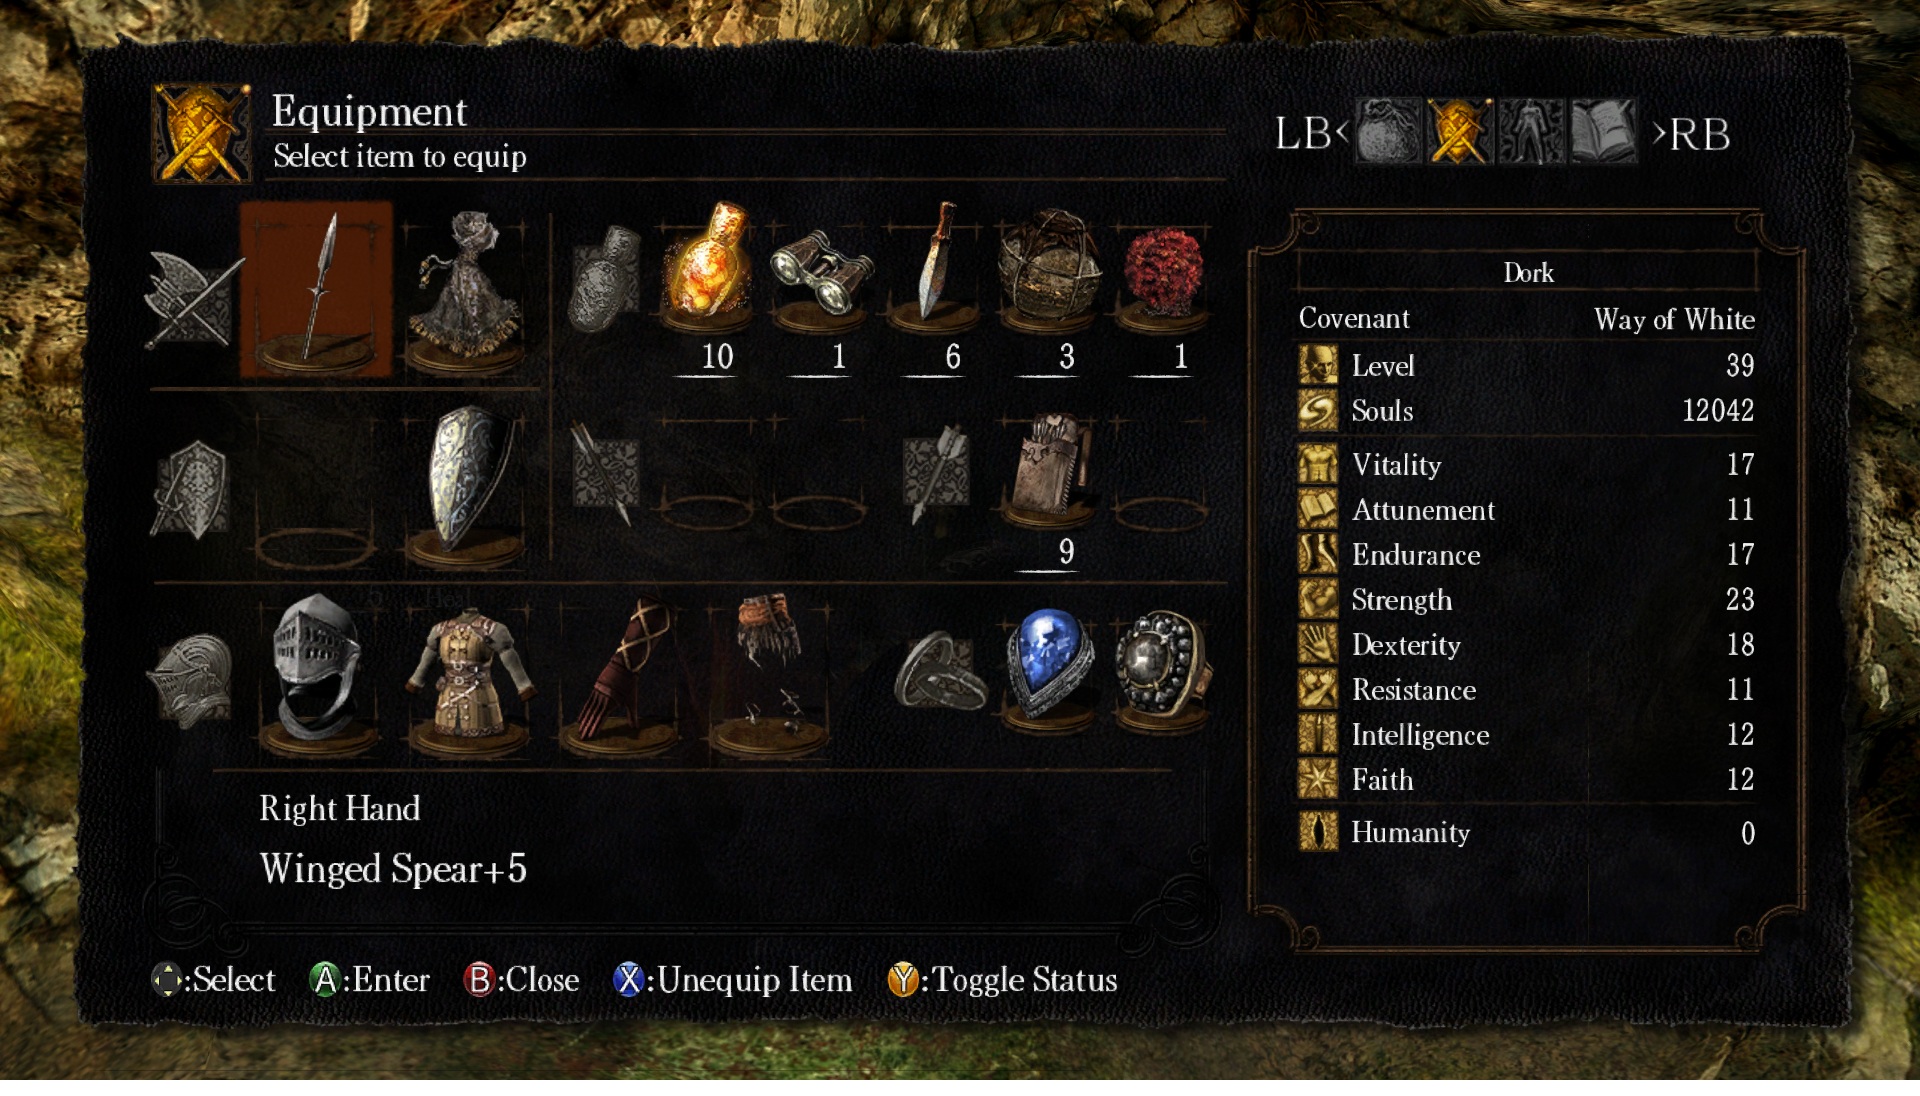 Equipment
Select item to equip
LB< >RB
10 1 6 3 1
9
Right Hand
Winged Spear+5
Dork
Covenant Way of White
Level 39
Souls 12042
Vitality 17
Attunement 11
Endurance 17
Strength 23
Dexterity 18
Resistance 11
Intelligence 12
Faith 12
Humanity 0
:Select A:Enter B:Close X:Unequip Item Y:Toggle Status